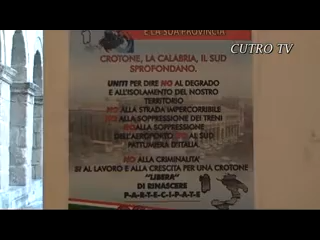 E LA SUA PROVINCIA
CUTRO TV
CROTONE, LA CALABRIA, IL SUD
SPROFONDANO.
UNITI PER DIRE NO AL DEGRADO
E ALL'ISOLAMENTO DEL NOSTRO
TERRITORIO
NO ALLA STRADA IMPERCORRIBILE
NO ALLA SOPPRESSIONE DEI TRENI
NO ALLA SOPPRESSIONE
DELL'AEROPORTO NO AL SUD
PATTUMIERA D'ITALIA
NO ALLA CRIMINALITA'
SI AL LAVORO E ALLA CRESCITA PER UNA CROTONE
"LIBERA"
DI RINASCERE
PARTECIPATE